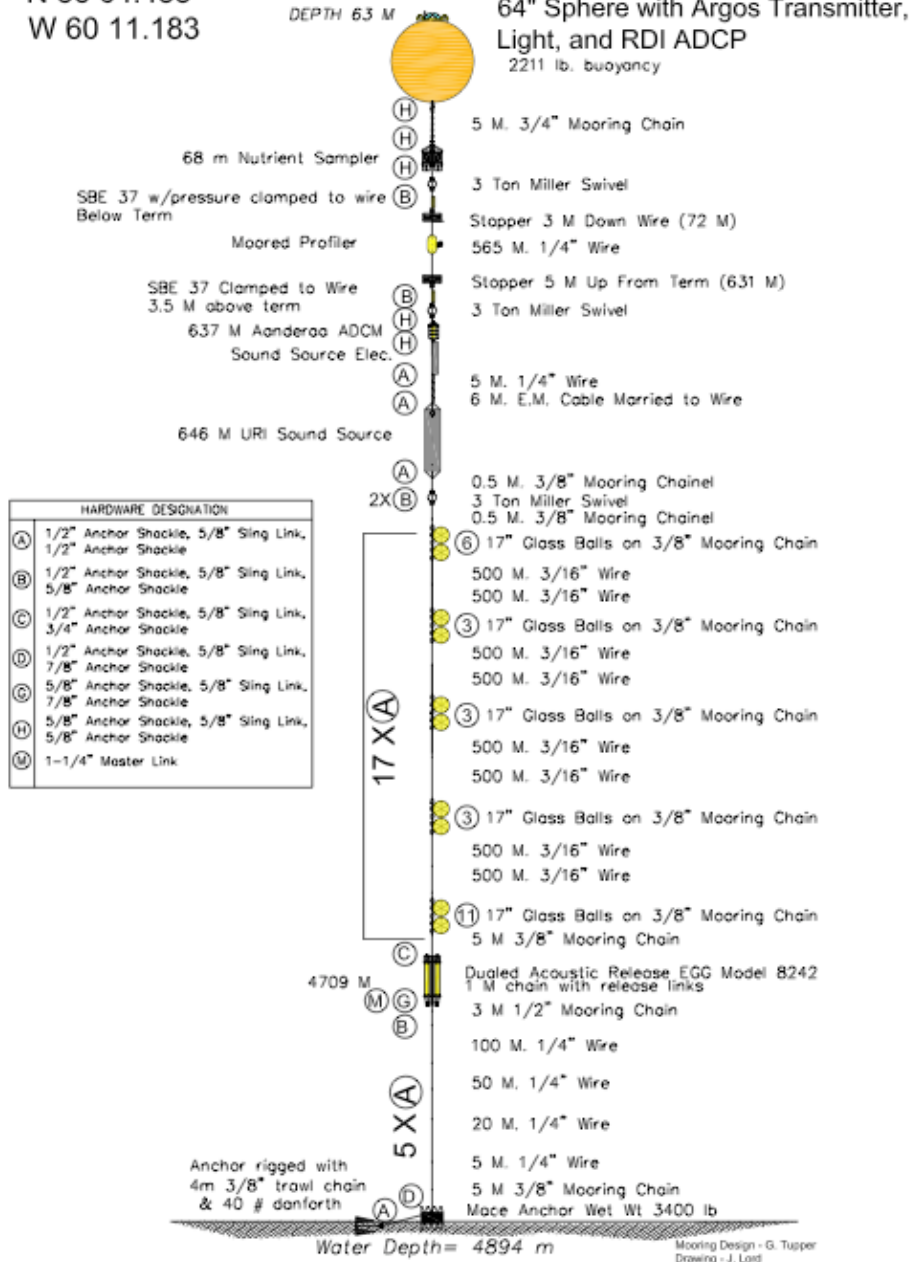 W 60 11.183
DEPTH 63 M
64" Sphere with Argos Transmitter,
Light, and RDI ADCP
2211 lb. buoyancy
H
5 M. 3/4" Mooring Chain
H
68 m Nutrient Sampler
H
3 Ton Miller Swivel
SBE 37 w/pressure clamped to wire
Below Term
B
Stopper 3 M Down Wire (72 M)
Moored Profiler
565 M. 1/4" Wire
Stopper 5 M Up From Term (631 M)
SBE 37 Clamped to Wire
3.5 M above term
B
3 Ton Miller Swivel
H
637 M Aanderaa ADCM
H
Sound Source Elec.
A
5 M. 1/4" Wire
6 M. E.M. Cable Married to Wire
A
646 M URI Sound Source
A
0.5 M. 3/8" Mooring Chainel
2X B
3 Ton Miller Swivel
0.5 M. 3/8" Mooring Chainel
HARDWARE DESIGNATION
A 1/2" Anchor Shackle, 5/8" Sling Link,
1/2" Anchor Shackle
B 1/2" Anchor Shackle, 5/8" Sling Link,
5/8" Anchor Shackle
C 1/2" Anchor Shackle, 5/8" Sling Link,
3/4" Anchor Shackle
D 1/2" Anchor Shackle, 5/8" Sling Link,
7/8" Anchor Shackle
G 5/8" Anchor Shackle, 5/8" Sling Link,
7/8" Anchor Shackle
H 5/8" Anchor Shackle, 5/8" Sling Link,
5/8" Anchor Shackle
M 1-1/4" Master Link
17 X A
6 17" Glass Balls on 3/8" Mooring Chain
500 M. 3/16" Wire
500 M. 3/16" Wire
3 17" Glass Balls on 3/8" Mooring Chain
500 M. 3/16" Wire
500 M. 3/16" Wire
3 17" Glass Balls on 3/8" Mooring Chain
500 M. 3/16" Wire
500 M. 3/16" Wire
3 17" Glass Balls on 3/8" Mooring Chain
500 M. 3/16" Wire
500 M. 3/16" Wire
11 17" Glass Balls on 3/8" Mooring Chain
5 M 3/8" Mooring Chain
C
4709 M
Dualed Acoustic Release EGG Model 8242
1 M chain with release links
M G
3 M 1/2" Mooring Chain
B
100 M. 1/4" Wire
50 M. 1/4" Wire
5 X A
20 M. 1/4" Wire
5 M. 1/4" Wire
Anchor rigged with
4m 3/8" trawl chain
& 40 # danforth
5 M 3/8" Mooring Chain
D
A
Mace Anchor Wet Wt 3400 lb
Water Depth= 4894 m
Mooring Design - G. Tupper
Drawing - J. Lord